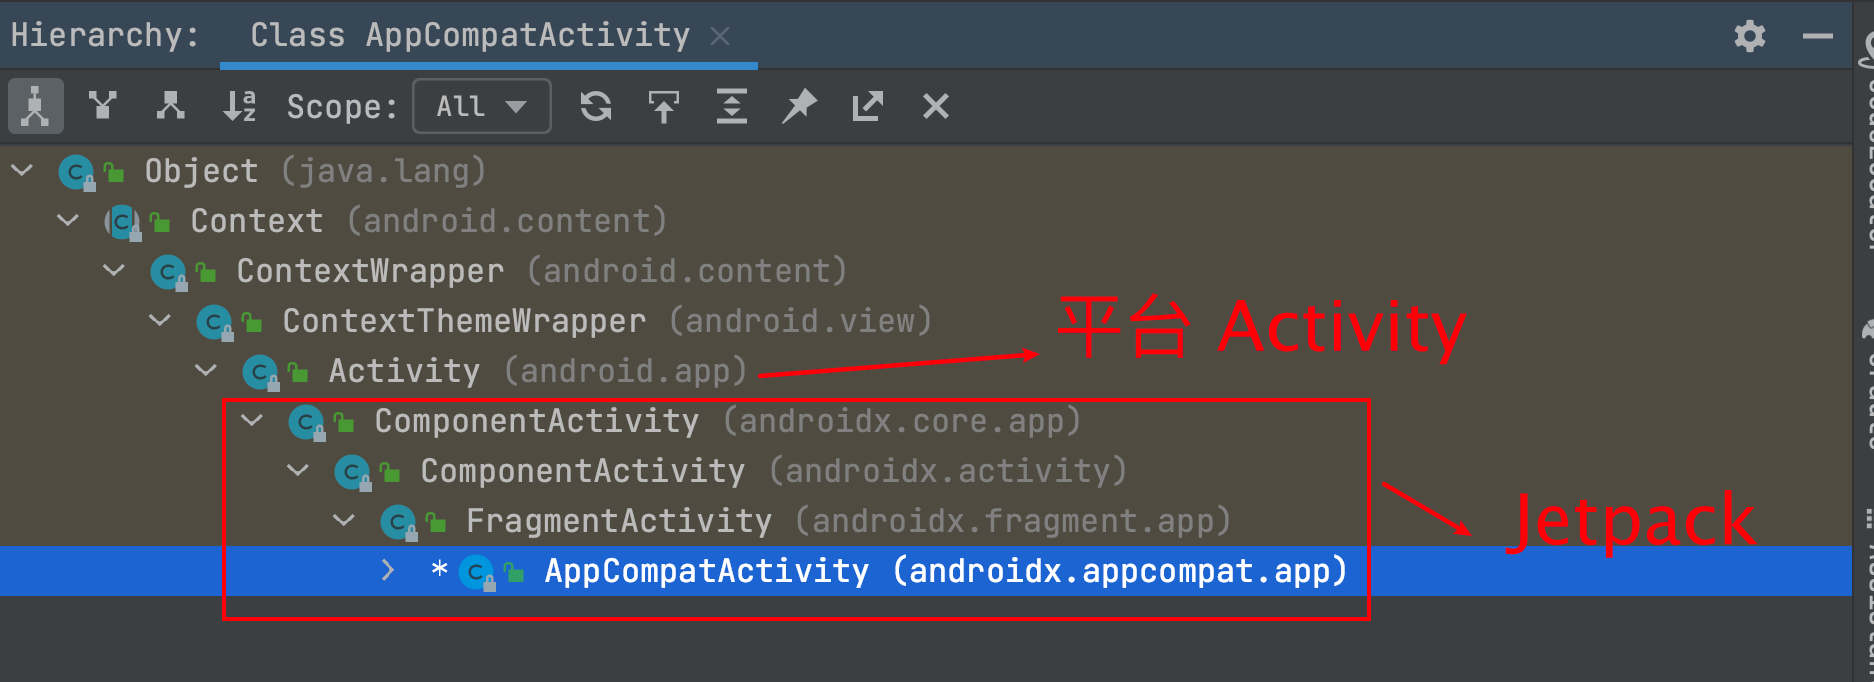 Hierarchy: Class AppCompatActivity
Scope: All
Object (java.lang)
Context (android.content)
ContextWrapper (android.content)
ContextThemeWrapper (android.view)
平台 Activity
Activity (android.app)
ComponentActivity (androidx.core.app)
ComponentActivity (androidx.activity)
FragmentActivity (androidx.fragment.app)
Jetpack
* AppCompatActivity (androidx.appcompat.app)